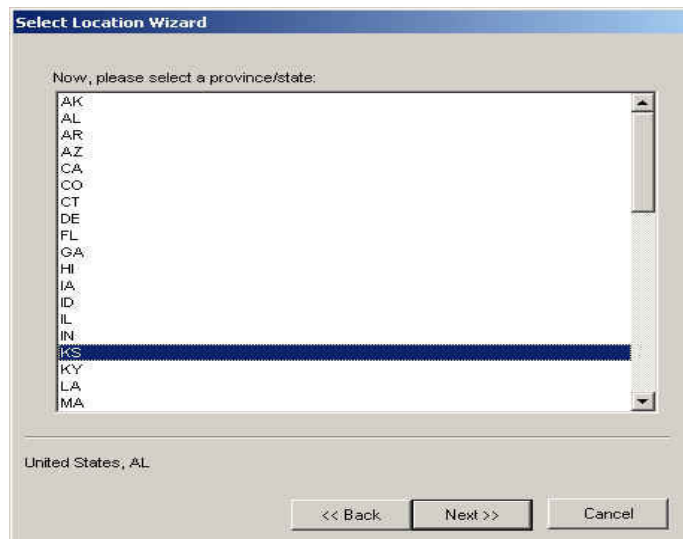 Select Location Wizard
Now, please select a province/state:
AK
AL
AR
AZ
CA
CO
CT
DE
FL
GA
HI
IA
ID
IL
IN
KS
KY
LA
MA
United States, AL
<< Back
Next >>
Cancel